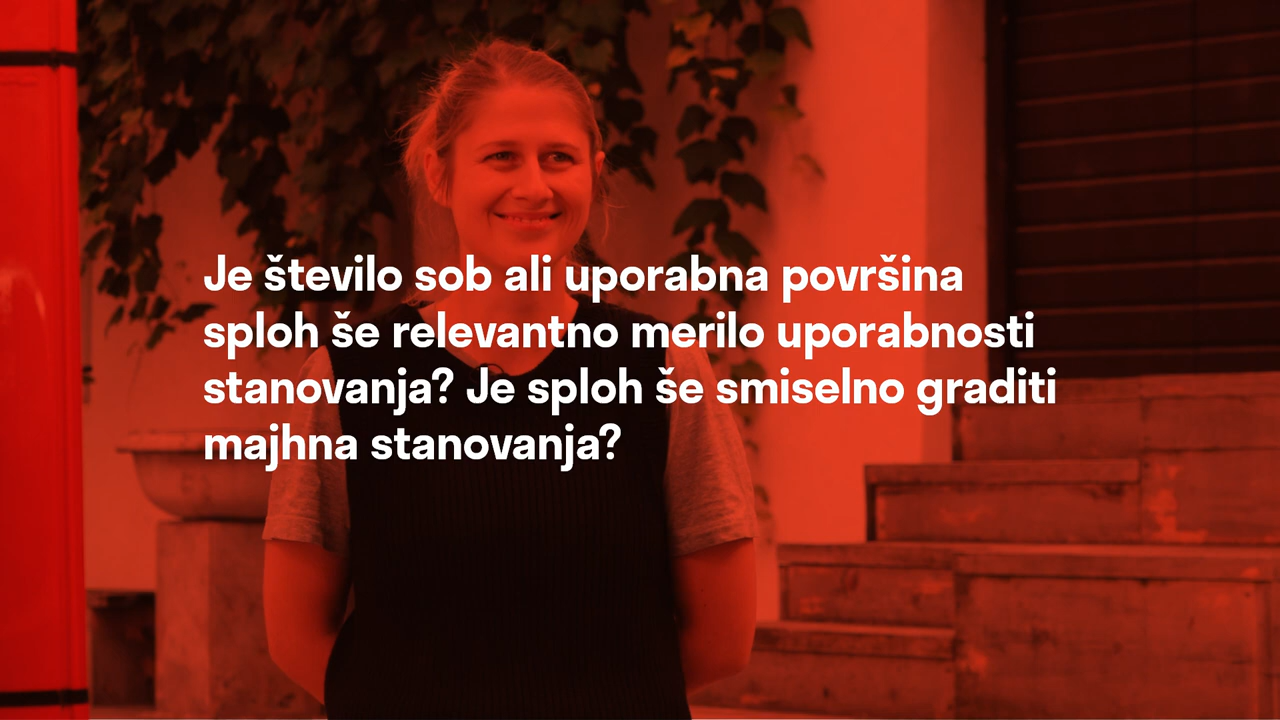 Je število sob ali uporabna površina
sploh še relevantno merilo uporabnosti
stanovanja? Je sploh še smiselno graditi
majhna stanovanja?